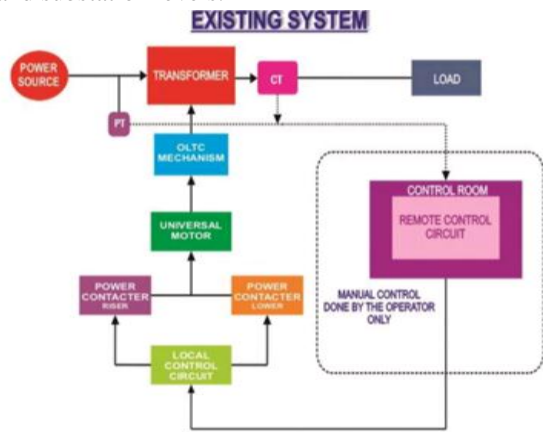 EXISTING SYSTEM
POWER
SOURCE
TRANSFORMER
CT
LOAD
PT
OLTC
MECHANISM
CONTROL ROOM
REMOTE CONTROL
CIRCUIT
UNIVERSAL
MOTOR
POWER
CONTACTER
RISER
POWER
CONTACTER
LOWER
MANUAL CONTROL
DONE BY THE OPERATOR
ONLY
LOCAL
CONTROL
CIRCUIT